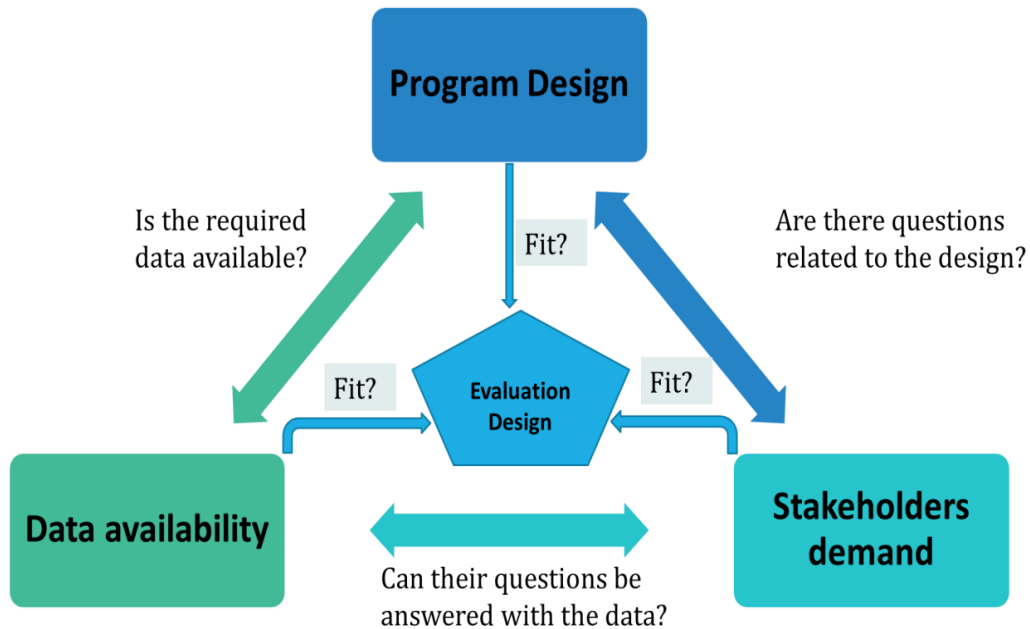 Program Design
Is the required
data available?
Fit?
Are there questions
related to the design?
Fit?
Evaluation
Design
Fit?
Data availability
Stakeholders
demand
Can their questions be
answered with the data?